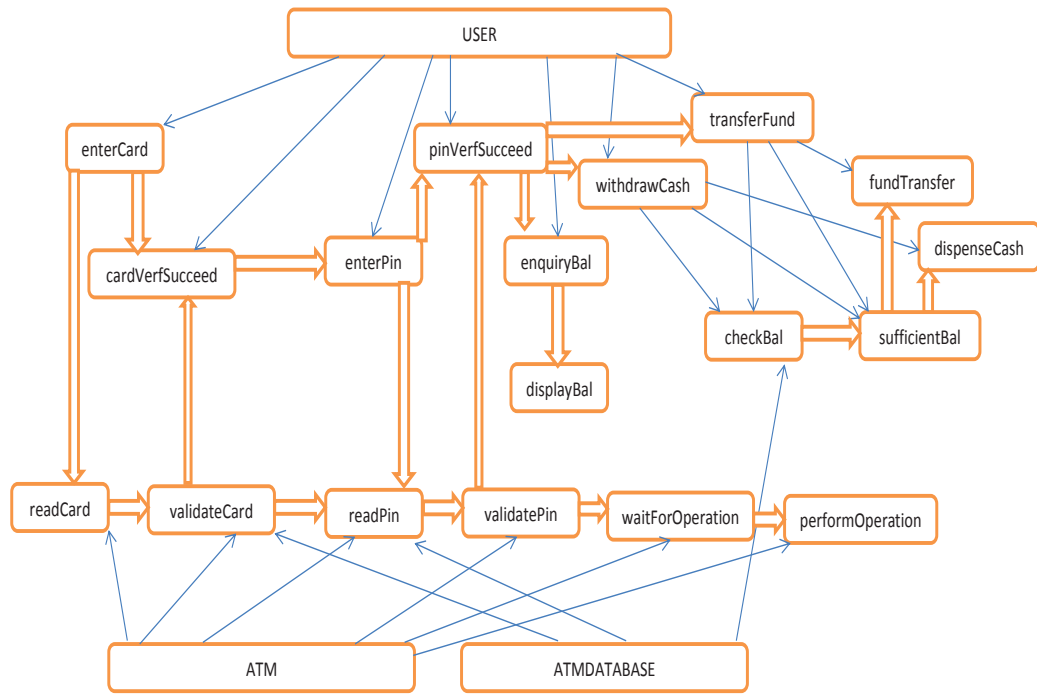 USER
transferFund
enterCard
pinVerfSucceed
withdrawCash
fundTransfer
cardVerfSucceed
enterPin
enquiryBal
dispenseCash
checkBal
sufficientBal
displayBal
readCard
validateCard
readPin
validatePin
waitForOperation
performOperation
ATM
ATMDATABASE